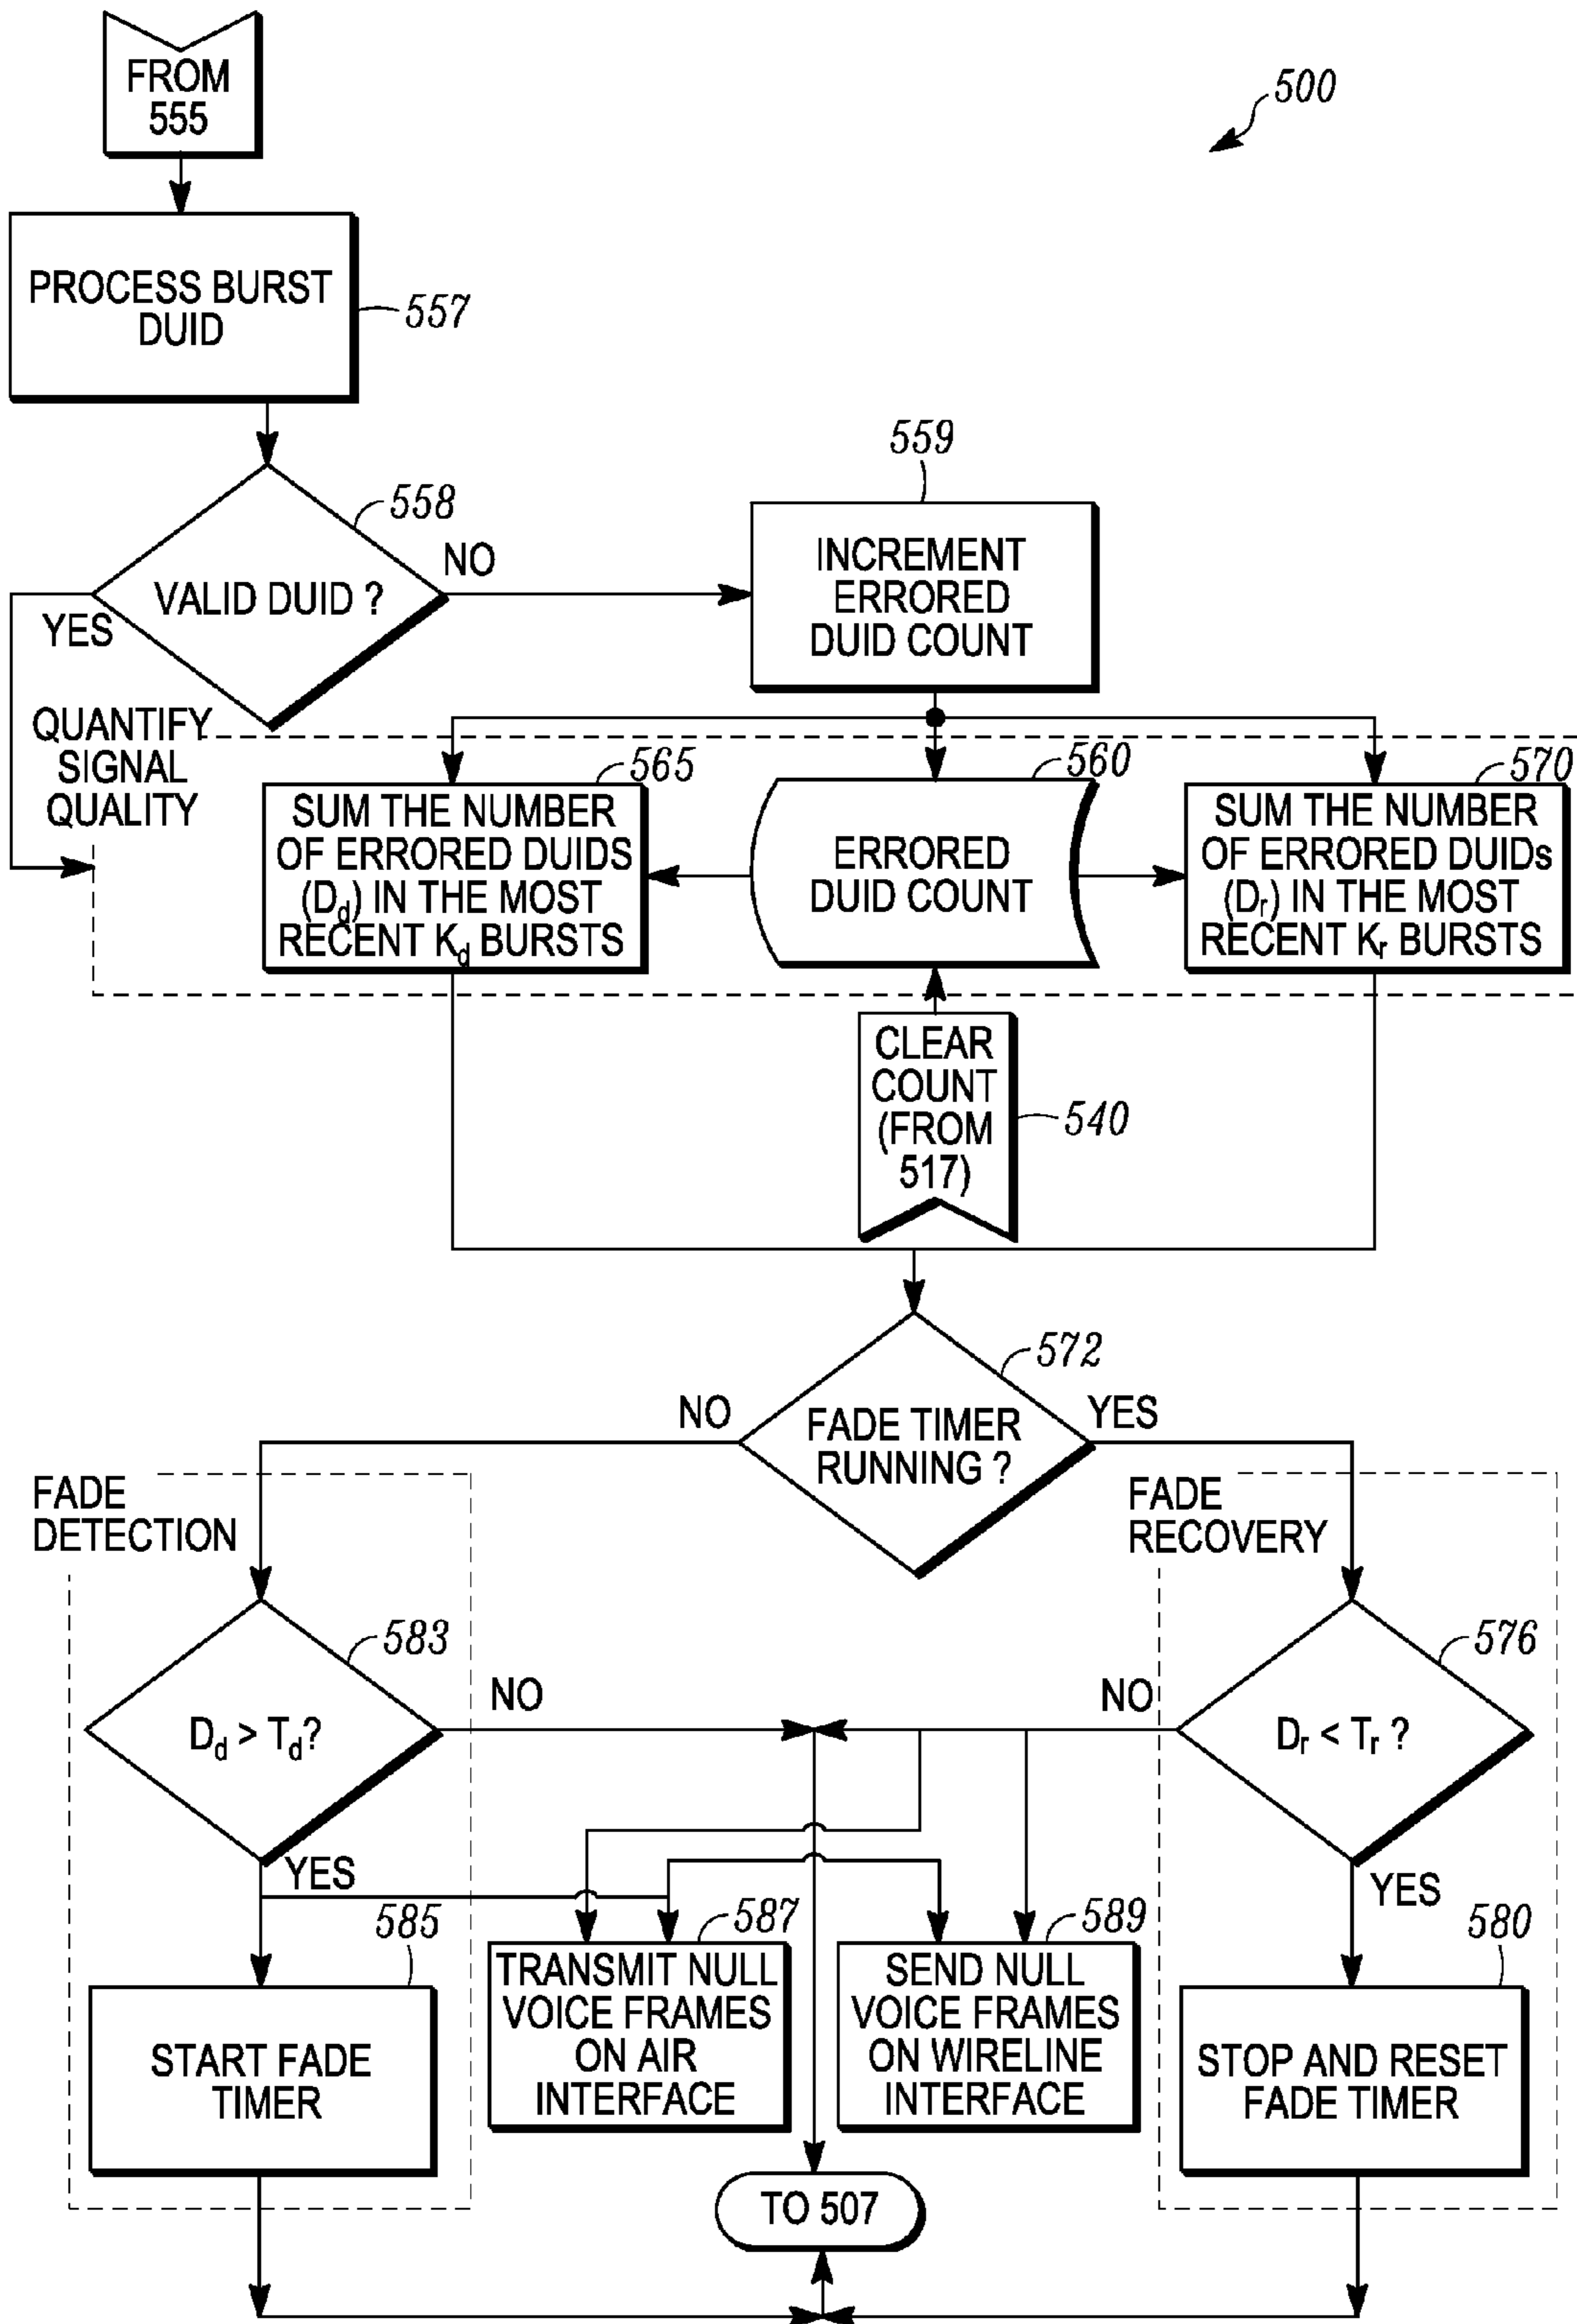 FROM
555
500
PROCESS BURST
DUID
557
558
VALID DUID ?
NO
YES
559
INCREMENT
ERRORED
DUID COUNT
QUANTIFY
SIGNAL
QUALITY
565
SUM THE NUMBER
OF ERRORED DUIDS
(Dd) IN THE MOST
RECENT Kd BURSTS
560
ERRORED
DUID COUNT
570
SUM THE NUMBER
OF ERRORED DUIDs
(Dr) IN THE MOST
RECENT Kr BURSTS
CLEAR
COUNT
(FROM
517)
540
572
FADE TIMER
RUNNING ?
NO
YES
FADE
DETECTION
FADE
RECOVERY
583
Dd > Td?
NO
YES
576
Dr < Tr ?
NO
YES
585
START FADE
TIMER
587
TRANSMIT NULL
VOICE FRAMES
ON AIR
INTERFACE
589
SEND NULL
VOICE FRAMES
ON WIRELINE
INTERFACE
580
STOP AND RESET
FADE TIMER
TO 507